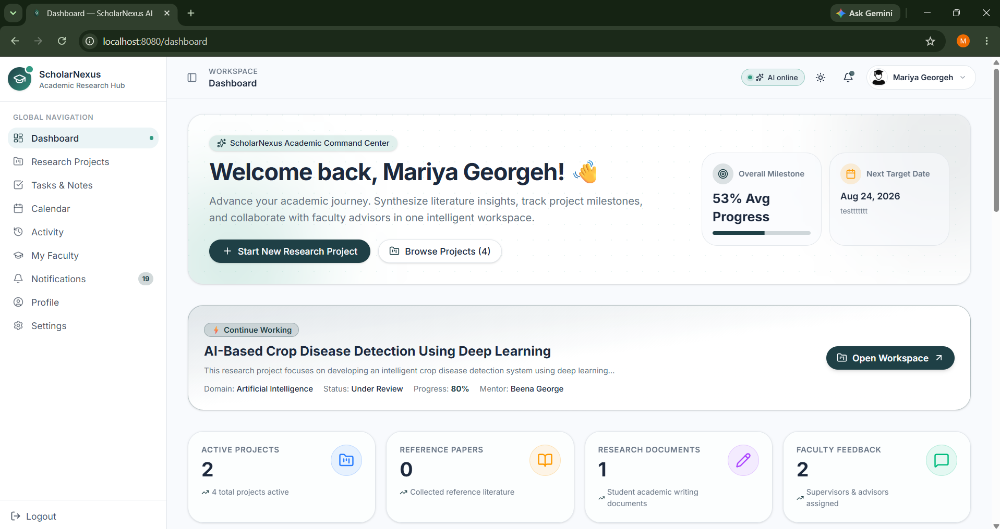 Dashboard — ScholarNexus AI
Ask Gemini
localhost:8080/dashboard
M
ScholarNexus
Academic Research Hub
WORKSPACE
Dashboard
AI online
Mariya Georgeh
GLOBAL NAVIGATION
Dashboard
Research Projects
Tasks & Notes
Calendar
Activity
My Faculty
Notifications
19
Profile
Settings
Logout
ScholarNexus Academic Command Center
Welcome back, Mariya Georgeh! 👋
Advance your academic journey. Synthesize literature insights, track project milestones,
and collaborate with faculty advisors in one intelligent workspace.
Start New Research Project
Browse Projects (4)
Overall Milestone
53% Avg
Progress
Next Target Date
Aug 24, 2026
testttttttt
Continue Working
AI-Based Crop Disease Detection Using Deep Learning
This research project focuses on developing an intelligent crop disease detection system using deep learning...
Domain: Artificial Intelligence Status: Under Review Progress: 80% Mentor: Beena George
Open Workspace
ACTIVE PROJECTS
2
4 total projects active
REFERENCE PAPERS
0
Collected reference literature
RESEARCH DOCUMENTS
1
Student academic writing
documents
FACULTY FEEDBACK
2
Supervisors & advisors
assigned